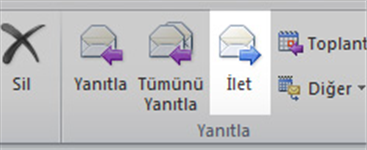 Sil
Yanıtla
Tümünü
Yanıtla
İlet
Toplant
Diğer
Yanıtla